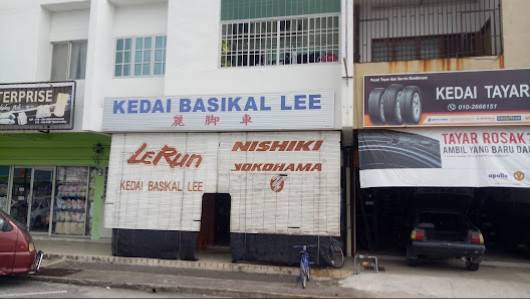 TERPRISE
KEDAI BASIKAL LEE
麗 脚 車
LeRun
KEDAI BASIKAL LEE
NISHIKI
YOKOHAMA
KEDAI TAYAR
010-2666151
TAYAR ROSAK
AMBIL YANG BARU DA
apollo